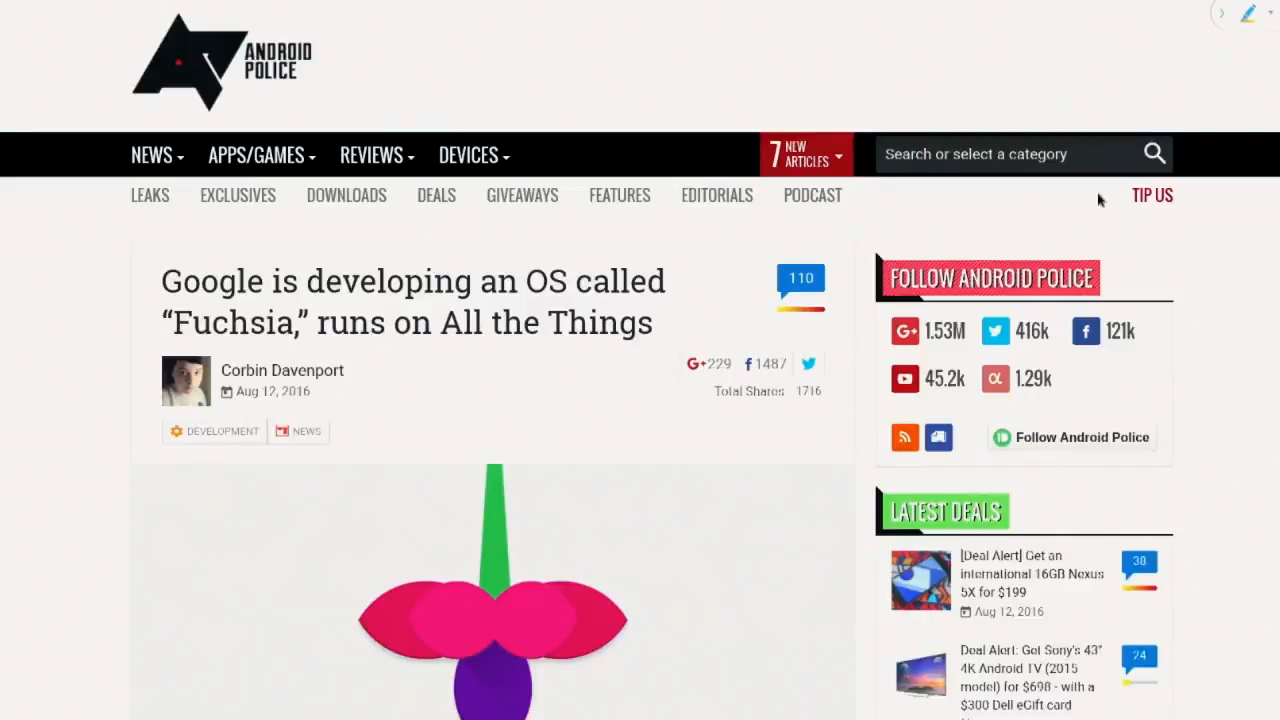 ANDROID
POLICE
NEWS APPS/GAMES REVIEWS DEVICES
7 NEW
ARTICLES
Search or select a category
LEAKS EXCLUSIVES DOWNLOADS DEALS GIVEAWAYS FEATURES EDITORIALS PODCAST TIP US
Google is developing an OS called
“Fuchsia,” runs on All the Things
110
Corbin Davenport
Aug 12, 2016
G+229 f 1487
Total Shares 1716
DEVELOPMENT NEWS
FOLLOW ANDROID POLICE
G+ 1.53M 416k f 121k
45.2k α 1.29k
Follow Android Police
LATEST DEALS
[Deal Alert] Get an
international 16GB Nexus
5X for $199
Aug 12, 2016
38
Deal Alert: Get Sony's 43"
4K Android TV (2015
model) for $698 - with a
$300 Dell eGift card
24